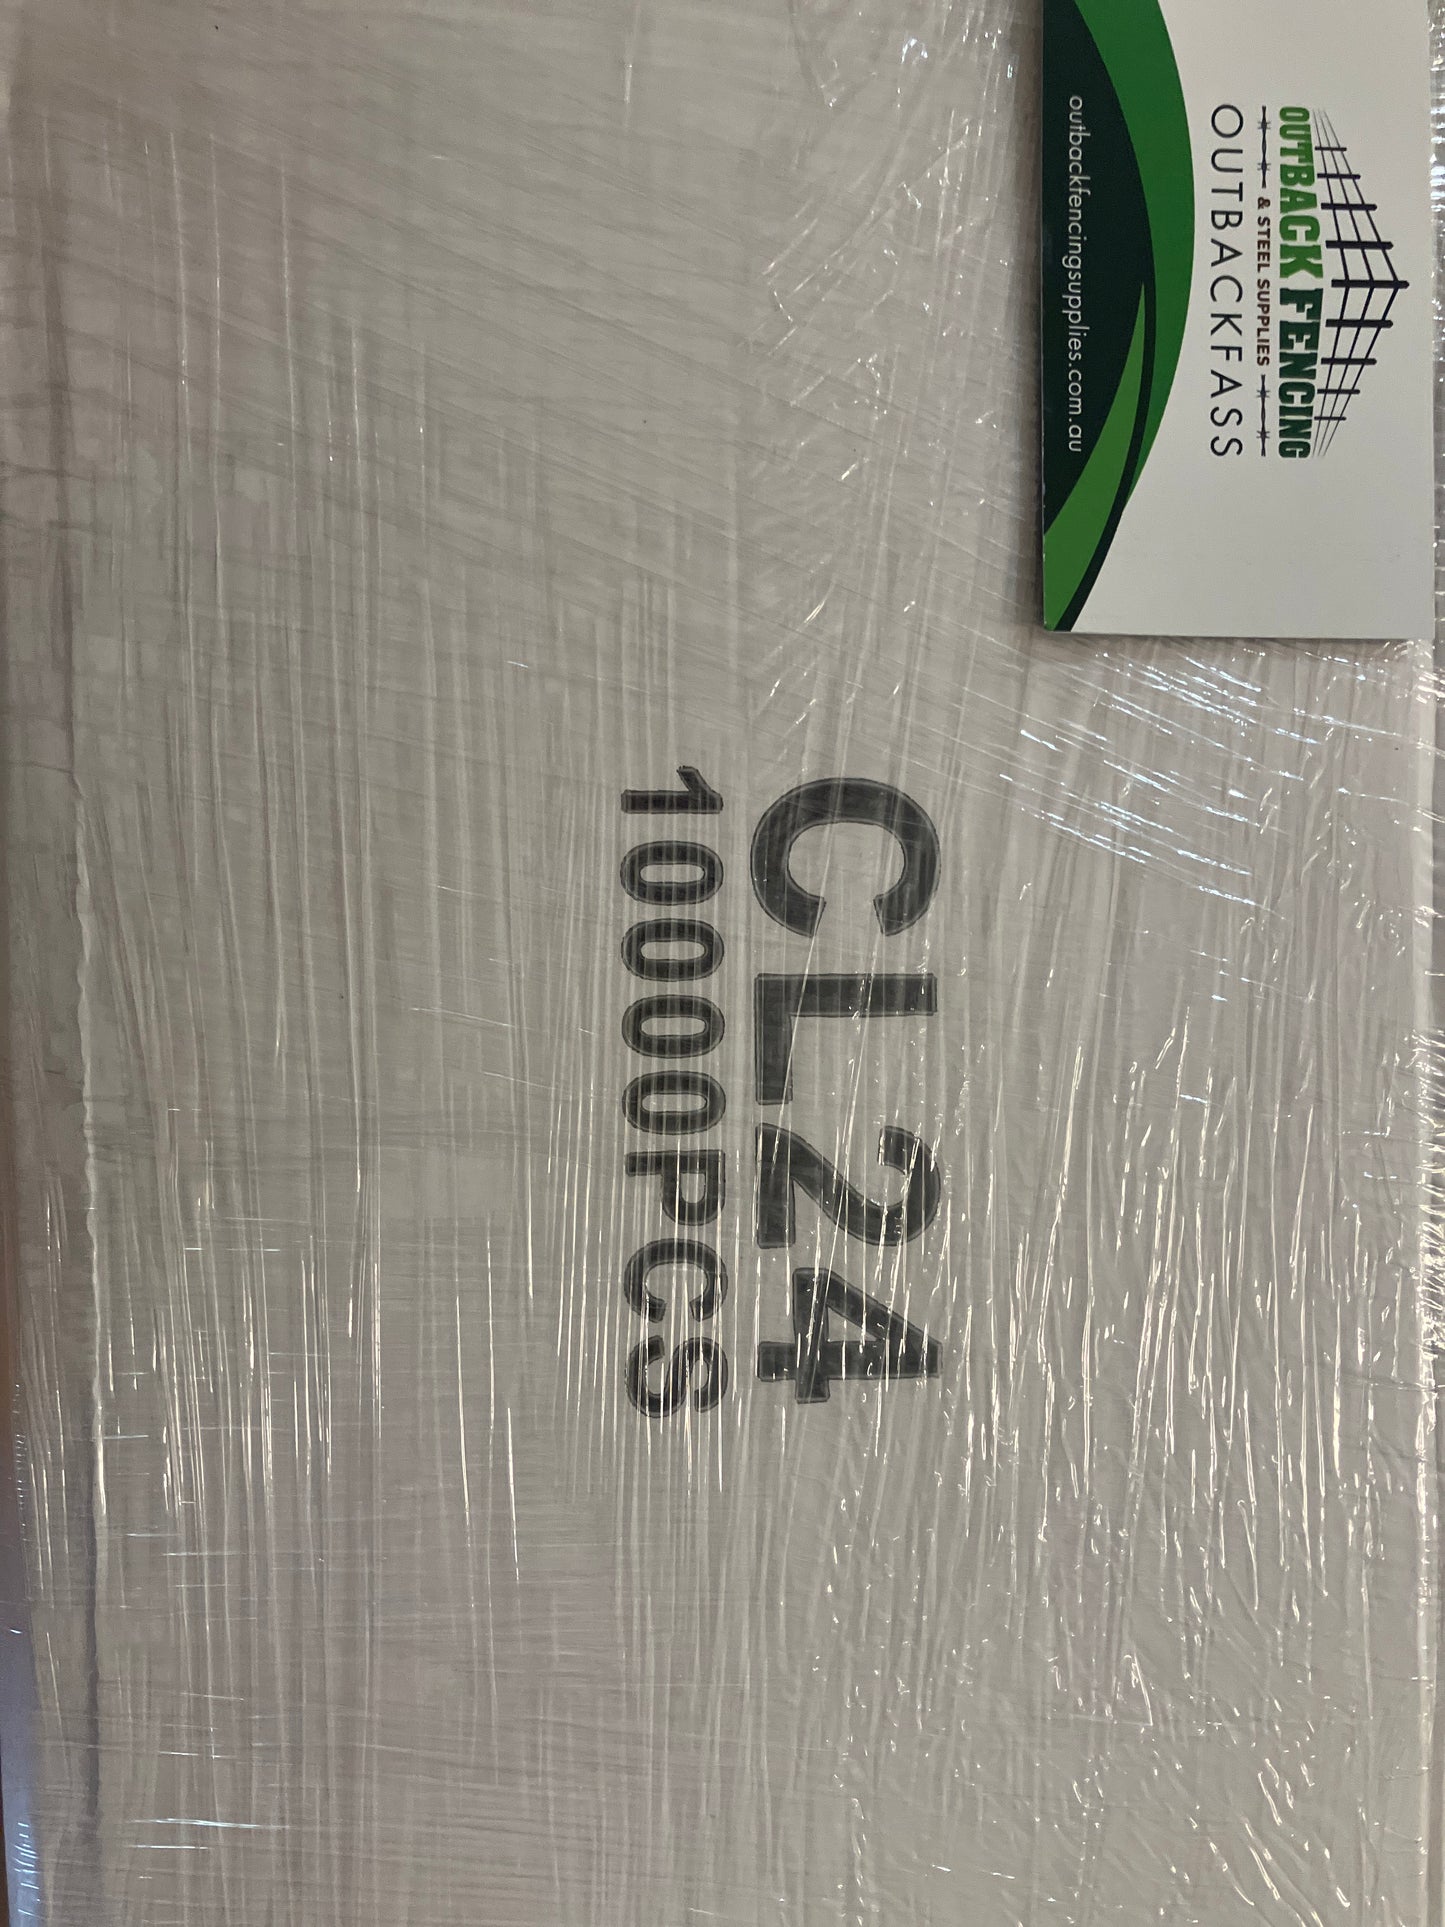 OUTBACK FENCING
& STEEL SUPPLIES
OUTBACKFASS
outbackfencingsupplies.com.au
CL24
10000PCS